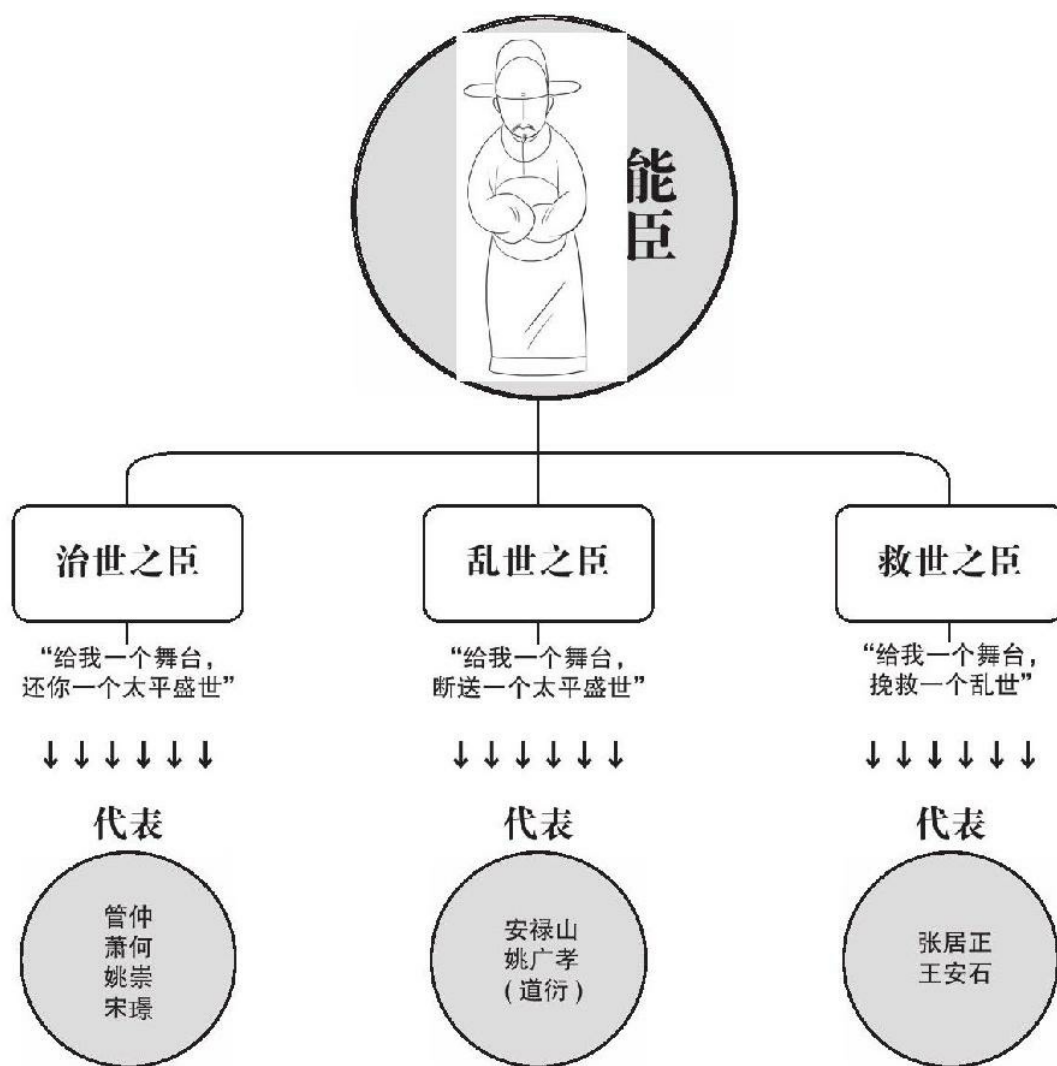 能臣
治世之臣
“给我一个舞台，
还你一个太平盛世”
↓↓↓↓↓↓
代表
管仲
萧何
姚崇
宋璟
乱世之臣
“给我一个舞台，
断送一个太平盛世”
↓↓↓↓↓↓
代表
安禄山
姚广孝
（道衍）
救世之臣
“给我一个舞台，
挽救一个乱世”
↓↓↓↓↓↓
代表
张居正
王安石